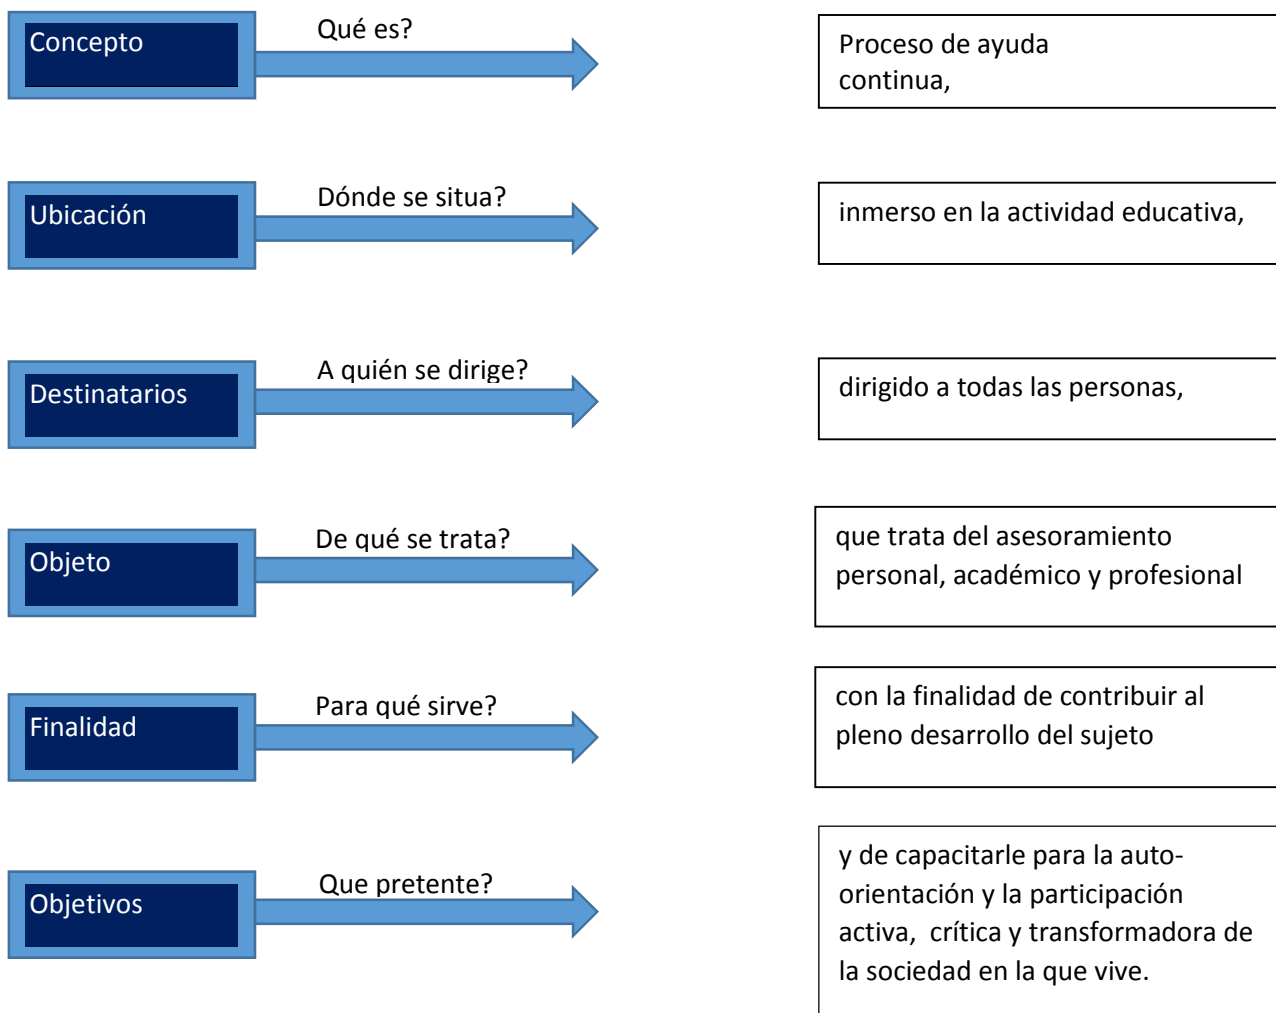 Concepto
Qué es?
Proceso de ayuda
continua,
Ubicación
Dónde se situa?
inmerso en la actividad educativa,
Destinatarios
A quién se dirige?
dirigido a todas las personas,
Objeto
De qué se trata?
que trata del asesoramiento
personal, académico y profesional
Finalidad
Para qué sirve?
con la finalidad de contribuir al
pleno desarrollo del sujeto
Objetivos
Que pretente?
y de capacitarle para la auto-
orientación y la participación
activa,  crítica y transformadora de
la sociedad en la que vive.